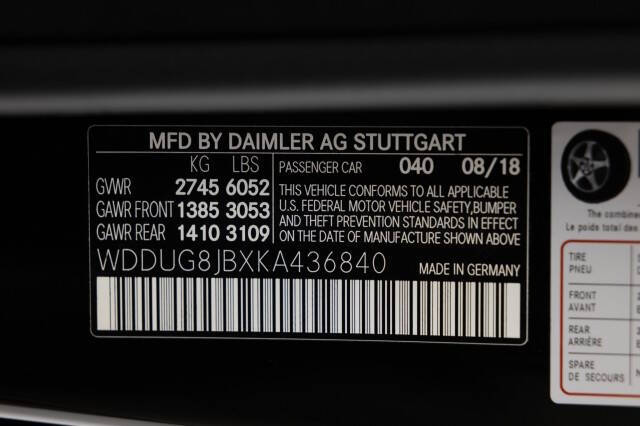 MFD BY DAIMLER AG STUTTGART
KG LBS PASSENGER CAR 040 08/18
GVWR 2745 6052
GAWR FRONT 1385 3053
GAWR REAR 1410 3109
THIS VEHICLE CONFORMS TO ALL APPLICABLE
U.S. FEDERAL MOTOR VEHICLE SAFETY,BUMPER
AND THEFT PREVENTION STANDARDS IN EFFECT
ON THE DATE OF MANUFACTURE SHOWN ABOVE
WDDUG8JBXKA436840 MADE IN GERMANY
The combine
Le poids total des
TIRE
PNEU
FRONT
AVANT
REAR
ARRIÈRE
SPARE
DE SECOURS